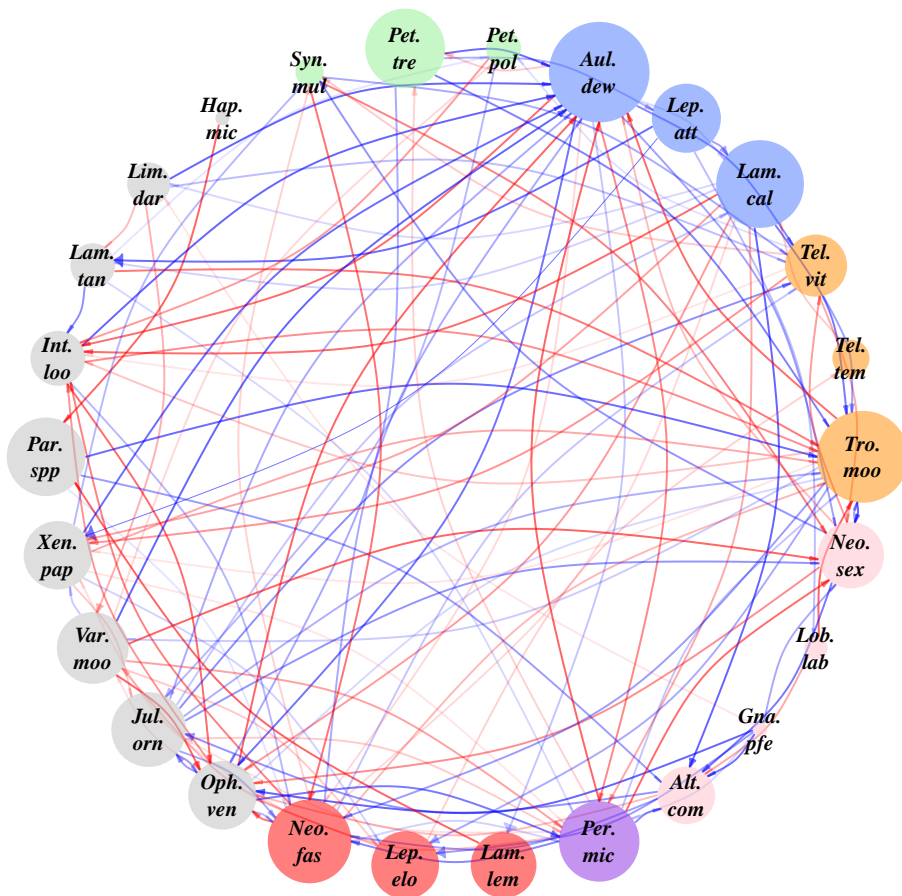 Pet.
tre
Pet.
pol
Aul.
dew
Lep.
att
Lam.
cal
Tel.
vit
Tel.
tem
Tro.
moo
Neo.
sex
Lob.
lab
Gna.
pfe
Alt.
com
Per.
mic
Lam.
lem
Lep.
elo
Neo.
fas
Oph.
ven
Jul.
orn
Var.
moo
Xen.
pap
Par.
spp
Int.
loo
Lam.
tan
Lim.
dar
Hap.
mic
Syn.
mul